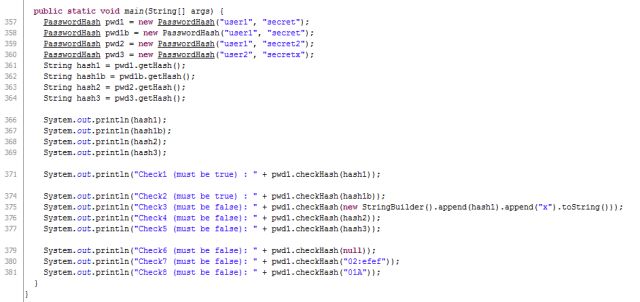 public static void main(String[] args) {
357 PasswordHash pwd1 = new PasswordHash("user1", "secret");
358 PasswordHash pwd1b = new PasswordHash("user1", "secret");
359 PasswordHash pwd2 = new PasswordHash("user1", "secret2");
360 PasswordHash pwd3 = new PasswordHash("user2", "secretx");
361 String hash1 = pwd1.getHash();
362 String hash1b = pwd1b.getHash();
363 String hash2 = pwd2.getHash();
364 String hash3 = pwd3.getHash();
366 System.out.println(hash1);
367 System.out.println(hash1b);
368 System.out.println(hash2);
369 System.out.println(hash3);
371 System.out.println("Check1 (must be true) : " + pwd1.checkHash(hash1));
374 System.out.println("Check2 (must be true) : " + pwd1.checkHash(hash1b));
375 System.out.println("Check3 (must be false): " + pwd1.checkHash(new StringBuilder().append(hash1).append("x").toString()));
376 System.out.println("Check4 (must be false): " + pwd1.checkHash(hash2));
377 System.out.println("Check5 (must be false): " + pwd1.checkHash(hash3));
379 System.out.println("Check6 (must be false): " + pwd1.checkHash(null));
380 System.out.println("Check7 (must be false): " + pwd1.checkHash("02:efef"));
381 System.out.println("Check8 (must be false): " + pwd1.checkHash("01A"));
}
}